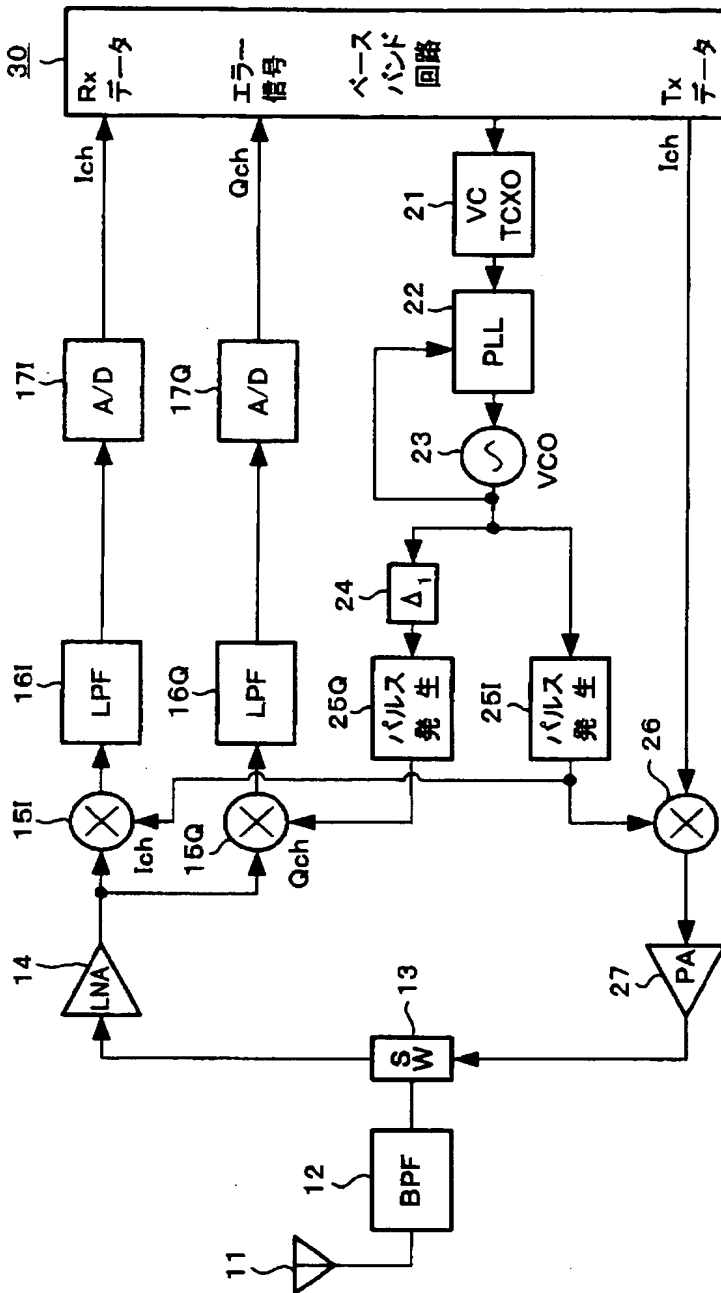 30
Rx
データ
エラー
信号
ベース
バンド
回路
Tx
データ
Ich
Qch
Ich
17I
A/D
17Q
A/D
21
VC
TCXO
22
PLL
23
VCO
16I
LPF
16Q
LPF
24
Δ1
25Q
パルス
発 生
25I
パルス
発 生
15I
Ich
15Q
Qch
26
14
LNA
13
SW
27
PA
12
BPF
11